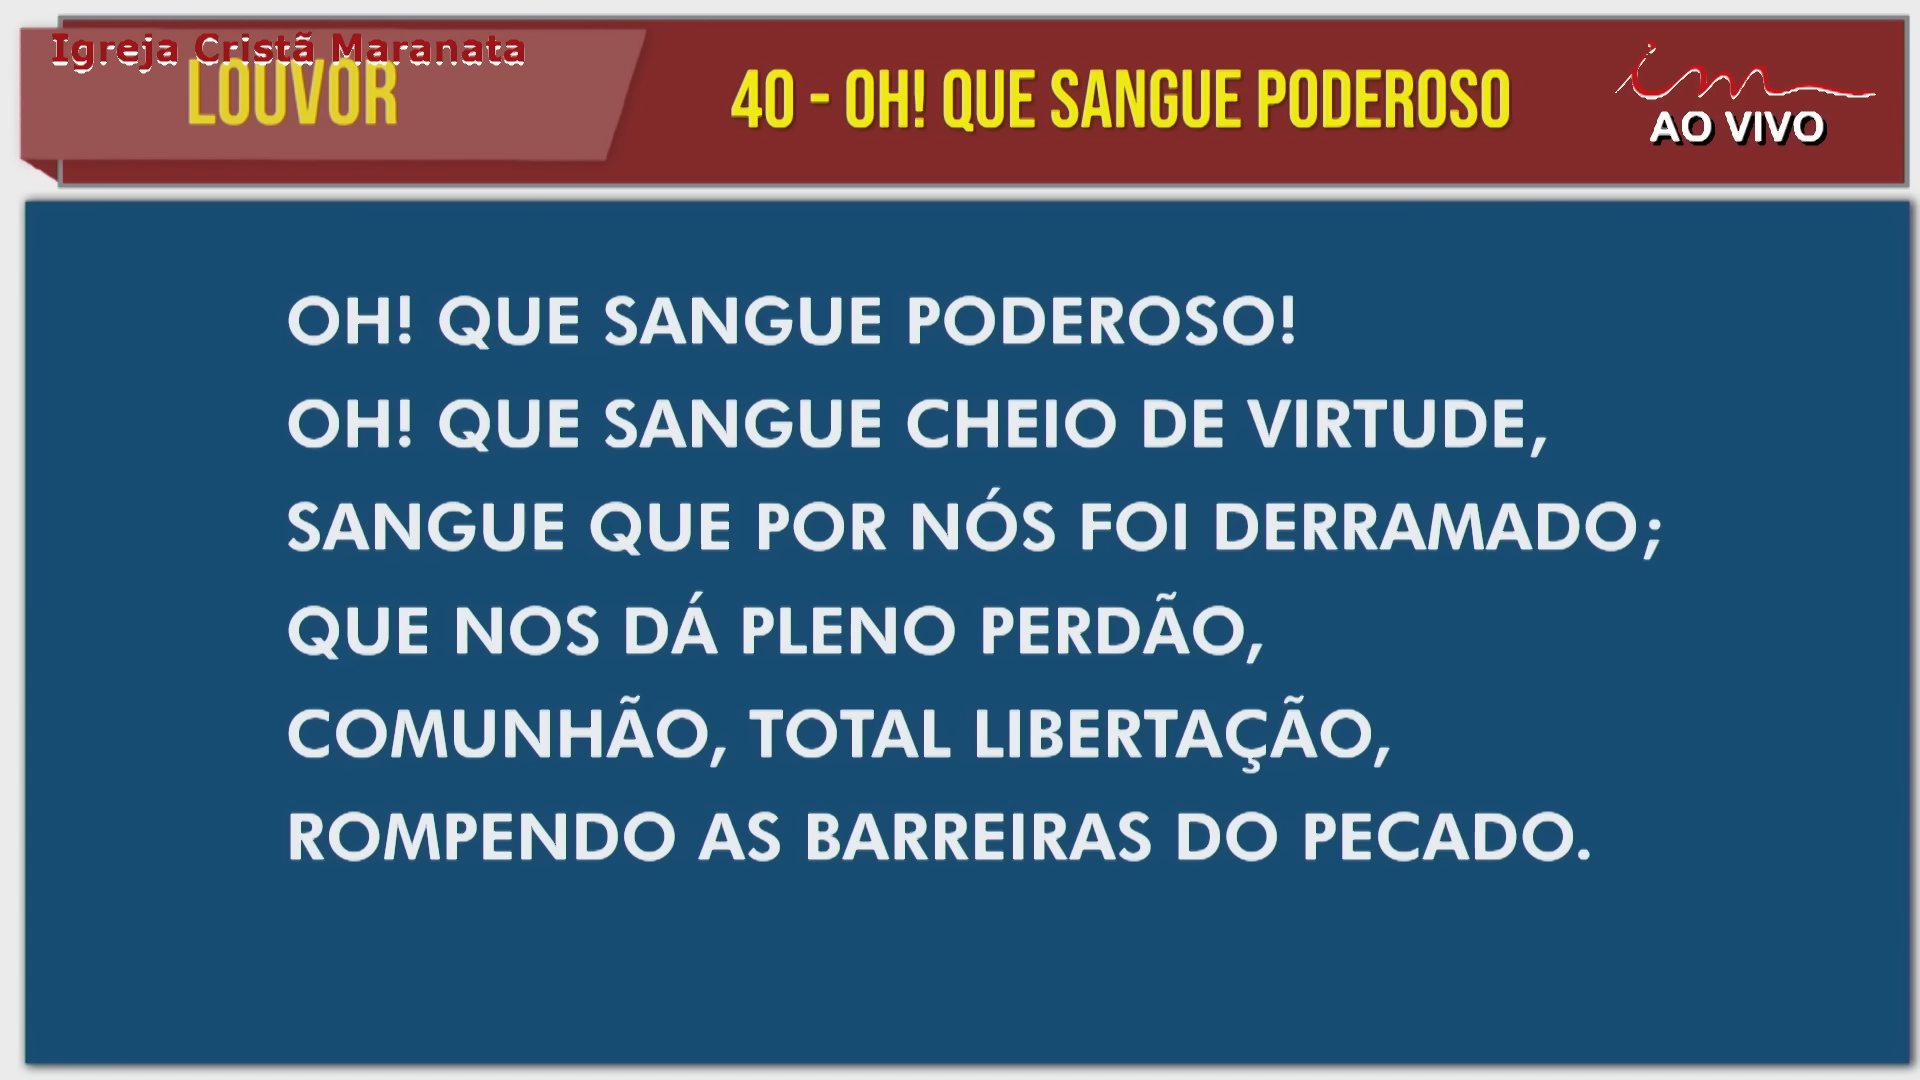 Igreja Cristã Maranata
LOUVOR
40 - OH! QUE SANGUE PODEROSO
im
AO VIVO
OH! QUE SANGUE PODEROSO!
OH! QUE SANGUE CHEIO DE VIRTUDE,
SANGUE QUE POR NÓS FOI DERRAMADO;
QUE NOS DÁ PLENO PERDÃO,
COMUNHÃO, TOTAL LIBERTAÇÃO,
ROMPENDO AS BARREIRAS DO PECADO.